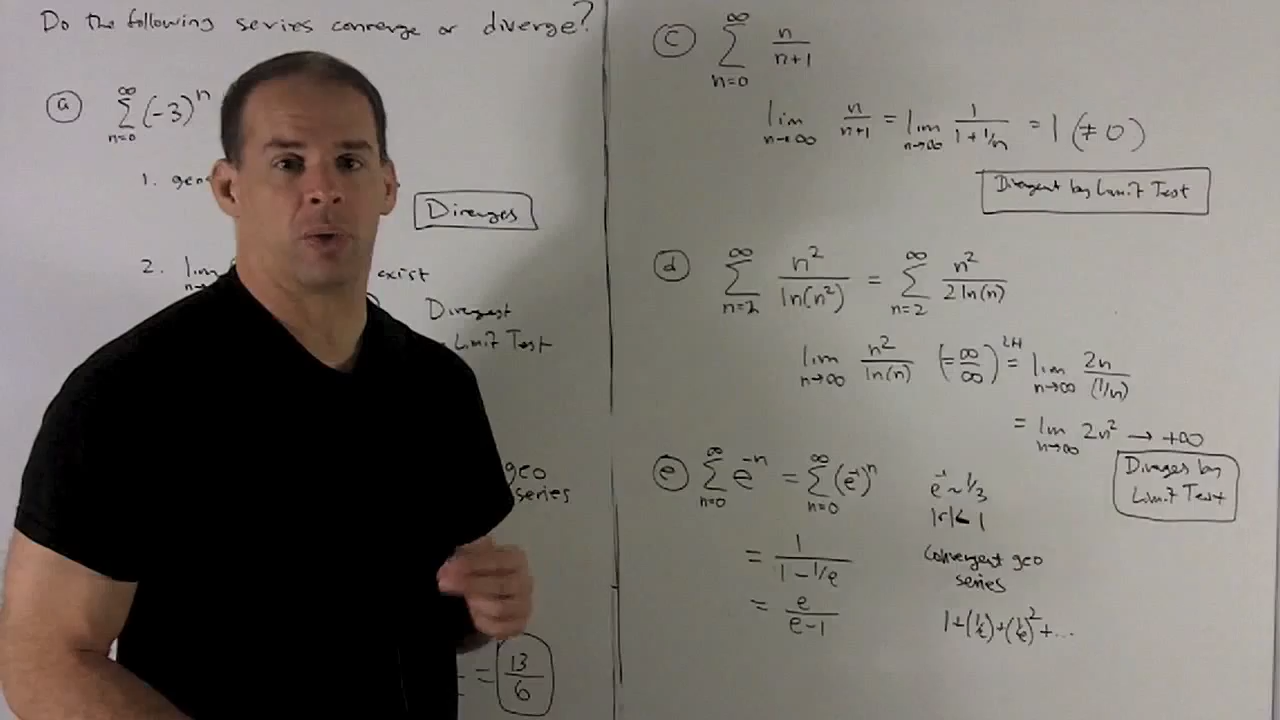 Do the following series converge or diverge?
ⓐ ∑_{n=0}^{∞} (-3)^n
1. geo
Diverges
2. lim n→ exist
Divergent
Limit Test
geo
series
= 13/6
ⓒ ∑_{n=0}^{∞} n/(n+1)
lim_{n→∞} n/(n+1) = lim_{n→∞} 1/(1+1/n) = 1 (≠0)
Divergent by Limit Test
ⓓ ∑_{n=2}^{∞} n²/ln(n²) = ∑_{n=2}^{∞} n²/(2 ln(n))
lim_{n→∞} n²/ln(n) (=∞/∞) LH= lim_{n→∞} 2n/(1/n)
= lim_{n→∞} 2n² → +∞
Diverges by
Limit Test
ⓔ ∑_{n=0}^{∞} e^{-n} = ∑_{n=0}^{∞} (e^{-1})^n
e^{-1} ~ 1/3
|r| < 1
= 1/(1-1/e)
Convergent geo
series
= e/(e-1)
1+(1/e)+(1/e)²+...